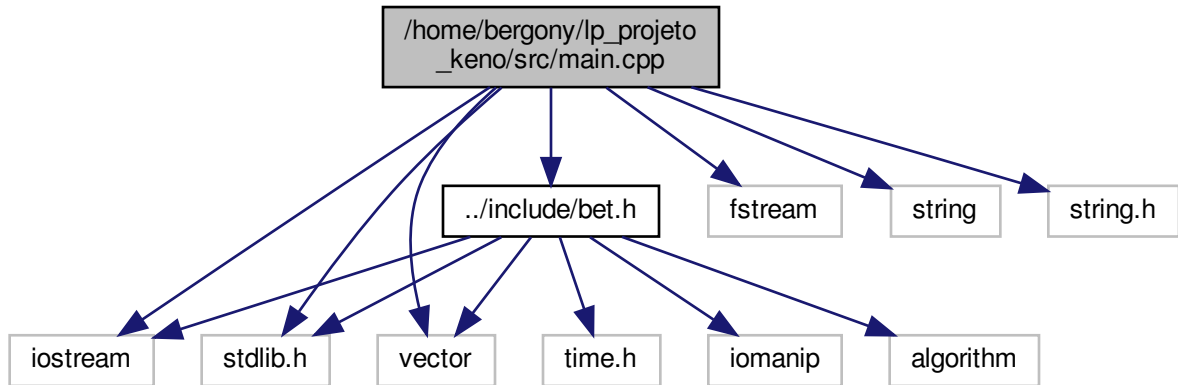 /home/bergony/lp_projeto
_keno/src/main.cpp
../include/bet.h
fstream
string
string.h
iostream
stdlib.h
vector
time.h
iomanip
algorithm